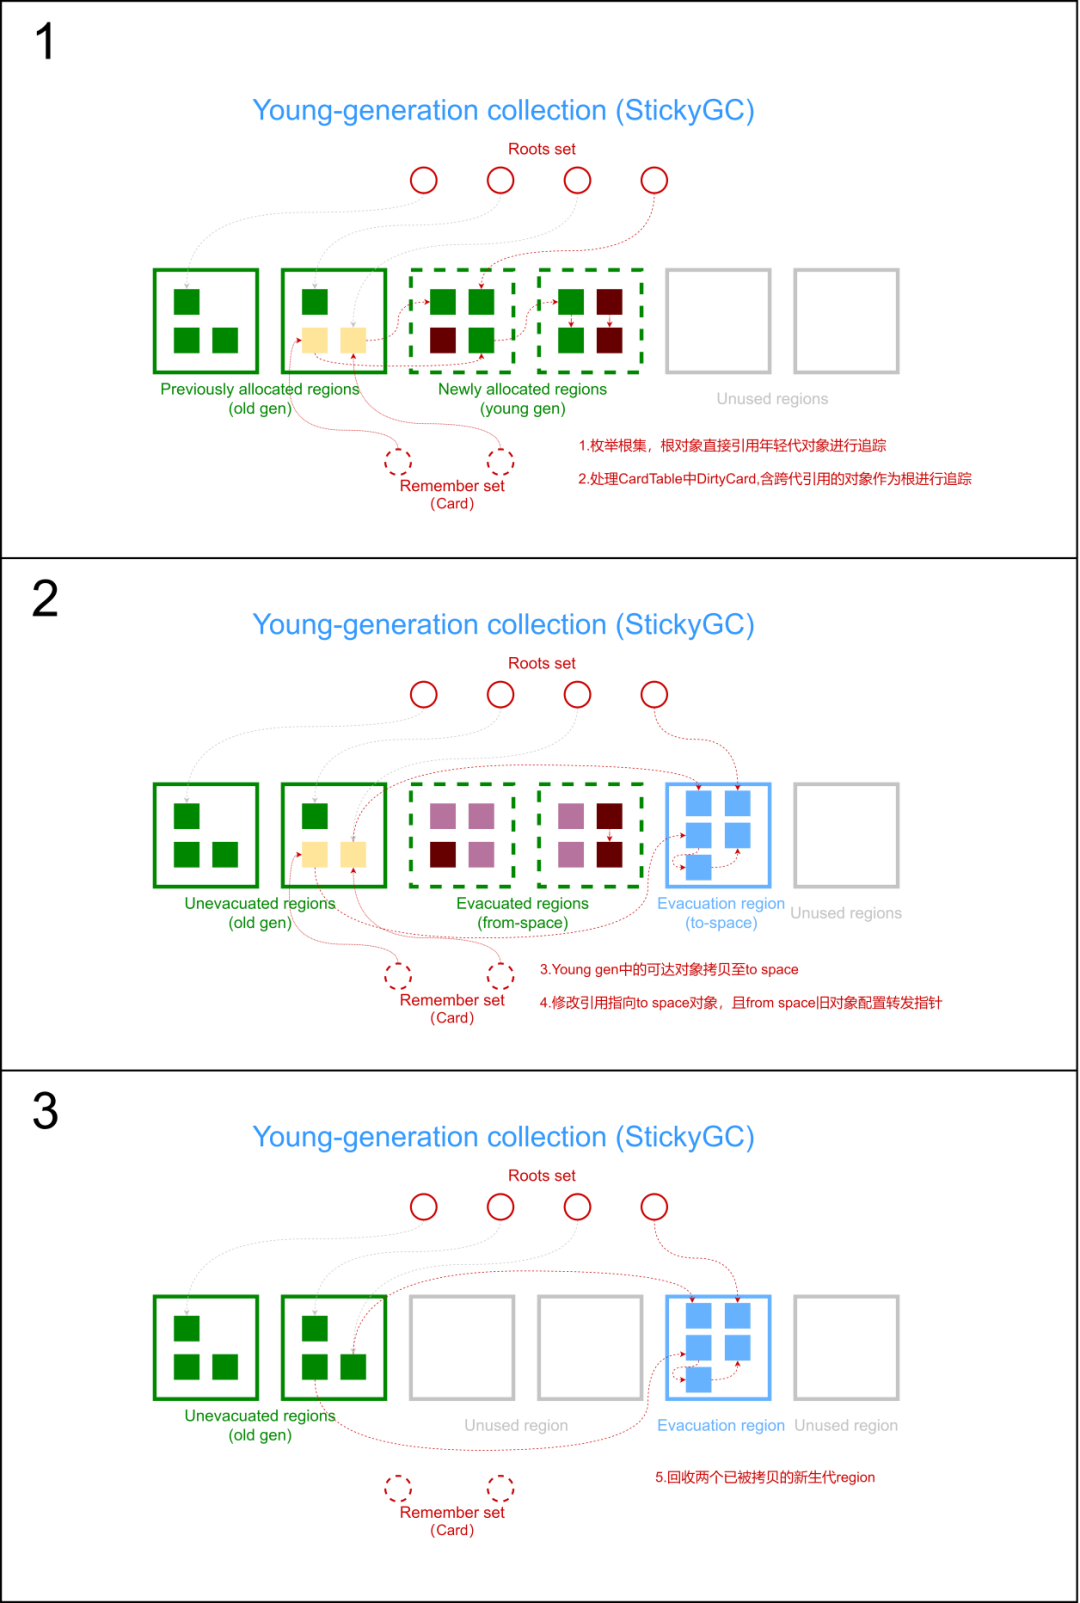 1
Young-generation collection (StickyGC)
Roots set
Previously allocated regions
(old gen)
Newly allocated regions
(young gen)
Unused regions
1.枚举根集，根对象直接引用年轻代对象进行追踪
Remember set
(Card)
2.处理CardTable中DirtyCard,含跨代引用的对象作为根进行追踪
2
Young-generation collection (StickyGC)
Roots set
Unevacuated regions
(old gen)
Evacuated regions
(from-space)
Evacuation region
(to-space)
Unused regions
Remember set
(Card)
3.Young gen中的可达对象拷贝至to space
4.修改引用指向to space对象，且from space旧对象配置转发指针
3
Young-generation collection (StickyGC)
Roots set
Unevacuated regions
(old gen)
Unused region
Evacuation region
Unused region
5.回收两个已被拷贝的新生代region
Remember set
(Card)